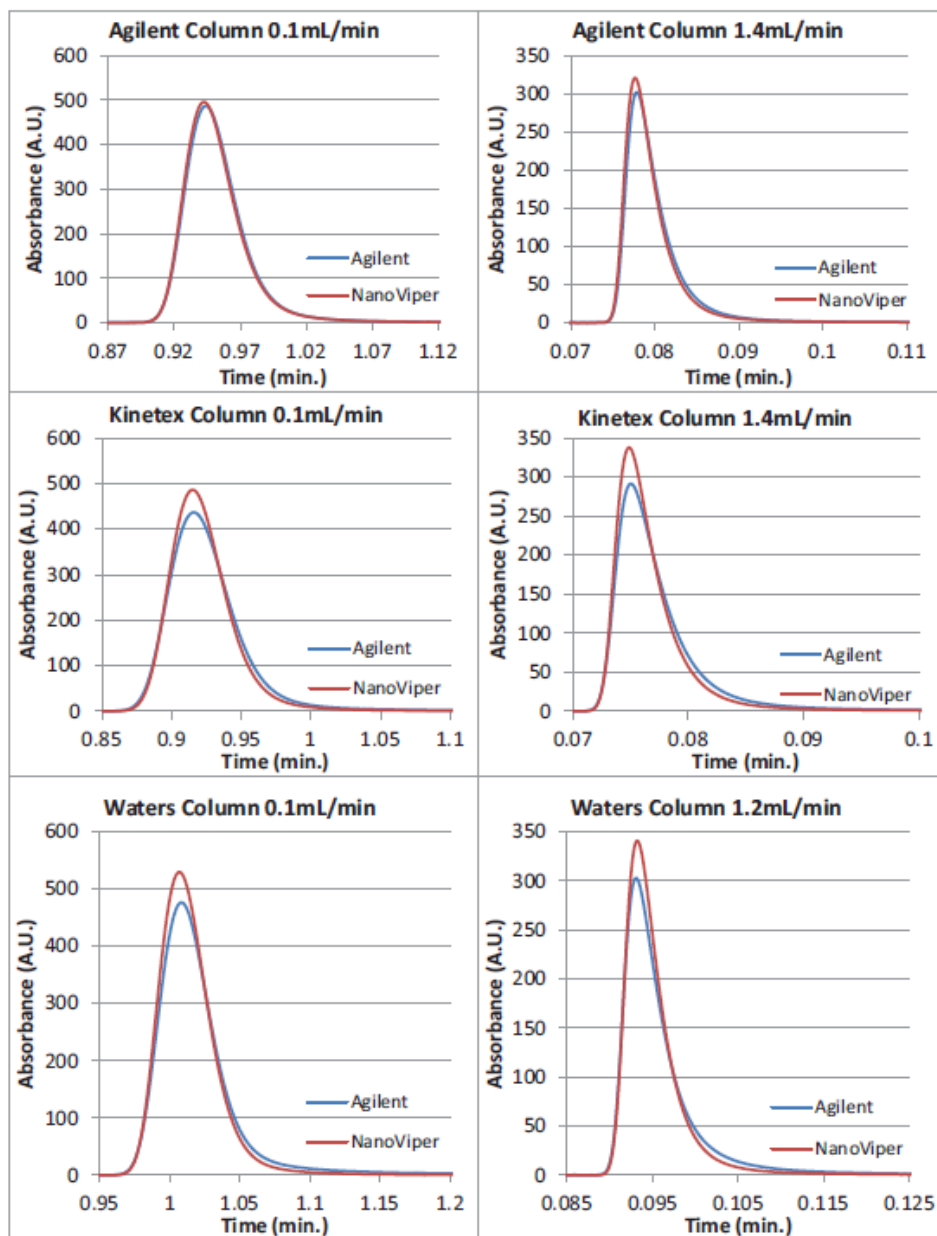 Agilent Column 0.1mL/min
600
500
400
300
200
100
0
Absorbance (A.U.)
Agilent
NanoViper
0.87 0.92 0.97 1.02 1.07 1.12
Time (min.)
Agilent Column 1.4mL/min
350
300
250
200
150
100
50
0
Absorbance (A.U.)
Agilent
NanoViper
0.07 0.08 0.09 0.1 0.11
Time (min.)
Kinetex Column 0.1mL/min
600
500
400
300
200
100
0
Absorbance (A.U.)
Agilent
NanoViper
0.85 0.9 0.95 1 1.05 1.1
Time (min.)
Kinetex Column 1.4mL/min
350
300
250
200
150
100
50
0
Absorbance (A.U.)
Agilent
NanoViper
0.07 0.08 0.09 0.1
Time (min.)
Waters Column 0.1mL/min
600
500
400
300
200
100
0
Absorbance (A.U.)
Agilent
NanoViper
0.95 1 1.05 1.1 1.15 1.2
Time (min.)
Waters Column 1.2mL/min
350
300
250
200
150
100
50
0
Absorbance (A.U.)
Agilent
NanoViper
0.085 0.095 0.105 0.115 0.125
Time (min.)